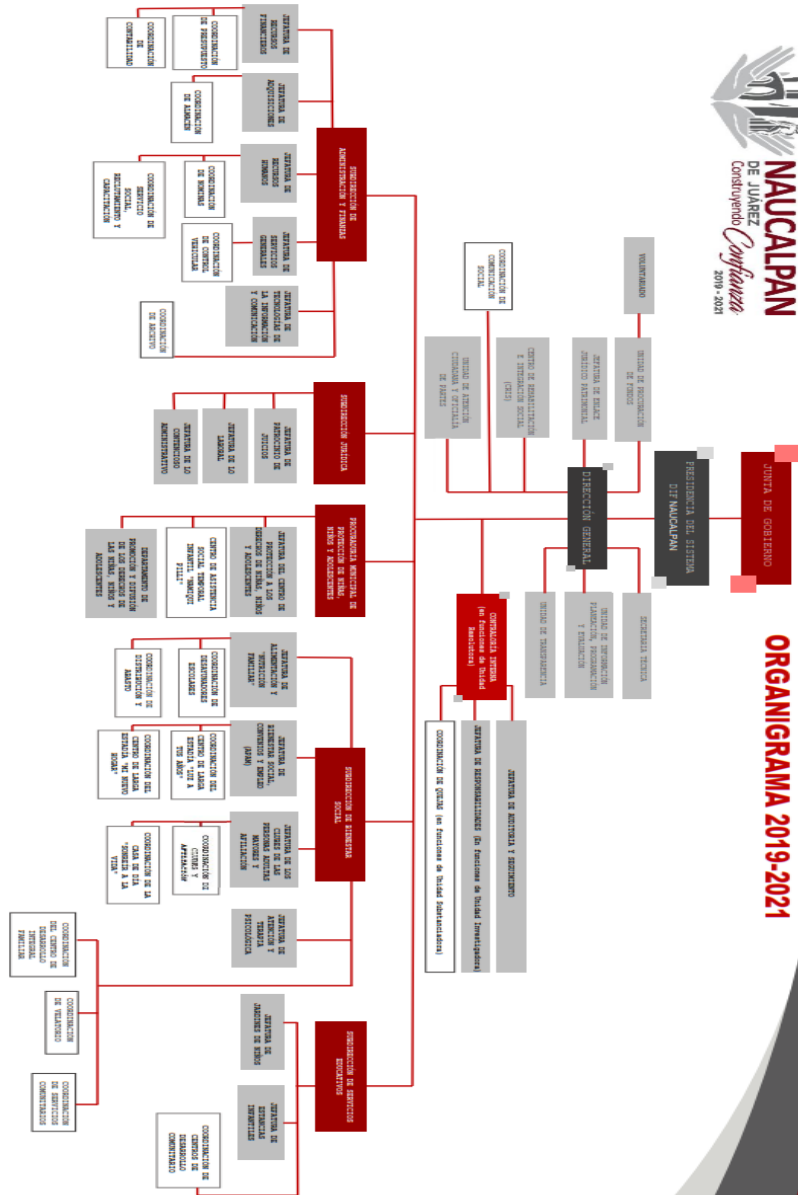 NAUCALPAN
DE JUÁREZ
Construyendo Confianza
2019 - 2021
ORGANIGRAMA 2019-2021
JUNTA DE GOBIERNO
PRESIDENCIA DEL SISTEMA
DIF NAUCALPAN
DIRECCIÓN GENERAL
VOLUNTARIADO
UNIDAD DE PROCURACIÓN
DE FONDOS
JEFATURA DE ENLACE
JURÍDICO PATRIMONIAL
COORDINACIÓN DE
COMUNICACIÓN
SOCIAL
CENTRO DE REHABILITACIÓN
E INTEGRACIÓN SOCIAL
(CRIS)
UNIDAD DE ATENCIÓN
CIUDADANA Y OFICIALÍA
DE PARTES
SECRETARIA TÉCNICA
UNIDAD DE INFORMACIÓN
PLANEACIÓN, PROGRAMACIÓN
Y EVALUACIÓN
UNIDAD DE TRANSPARENCIA
CONTRALORÍA INTERNA
(en funciones de Unidad
Resolutora)
JEFATURA DE AUDITORIA Y SEGUIMIENTO
JEFATURA DE RESPONSABILIDADES (En funciones de Unidad Investigadora)
COORDINACIÓN DE QUEJAS (en funciones de Unidad Substanciadora)
SUBDIRECCIÓN DE
ADMINISTRACIÓN Y FINANZAS
JEFATURA DE
RECURSOS
FINANCIEROS
COORDINACIÓN
DE PRESUPUESTO
COORDINACIÓN
DE
CONTABILIDAD
JEFATURA DE
ADQUISICIONES
COORDINACIÓN
DE ALMACÉN
JEFATURA DE
RECURSOS
HUMANOS
COORDINACIÓN
DE NOMINAS
COORDINACIÓN DE
SERVICIO
SOCIAL,
RECLUTAMIENTO Y
CAPACITACIÓN
JEFATURA DE
SERVICIOS
GENERALES
COORDINACIÓN
DE CONTROL
VEHICULAR
JEFATURA DE
TECNOLOGÍAS DE
LA INFORMACIÓN
Y COMUNICACIÓN
COORDINACIÓN
DE ARCHIVO
SUBDIRECCIÓN JURÍDICA
JEFATURA DE
PATROCINIO DE
JUICIOS
JEFATURA DE LO
LABORAL
JEFATURA DE LO
CONTENCIOSO
ADMINISTRATIVO
PROCURADURÍA MUNICIPAL DE
PROTECCIÓN DE NIÑAS,
NIÑOS Y ADOLESCENTES
JEFATURA DEL CENTRO DE
PROTECCIÓN A LOS
DERECHOS DE NIÑAS, NIÑOS
Y ADOLESCENTES
CENTRO DE ASISTENCIA
SOCIAL TEMPORAL
INFANTIL "NAMIQUI
PILLI"
DEPARTAMENTO DE
PROMOCIÓN Y DIFUSIÓN
DE LOS DERECHOS DE
LAS NIÑAS, NIÑOS Y
ADOLESCENTES
SUBDIRECCIÓN DE BIENESTAR
SOCIAL
JEFATURA DE
ALIMENTACIÓN Y
"NUTRICIÓN
FAMILIAR"
COORDINACIÓN DE
DESAYUNADORES
ESCOLARES
COORDINACIÓN DE
DISTRIBUCIÓN Y
ABASTO
JEFATURA DE
BIENESTAR SOCIAL,
CONVENIOS Y EMPLEO
(APAM)
COORDINACIÓN DEL
CENTRO DE LARGA
ESTADÍA "LUZ A
TUS AÑOS"
COORDINACIÓN DEL
CENTRO DE LARGA
ESTADÍA "MI NUEVO
HOGAR"
JEFATURA DE LOS
CLUBES DE LAS
PERSONAS ADULTAS
MAYORES Y
AFILIACIÓN
COORDINACIÓN DE
CLUBES Y
AFILIACIÓN
COORDINACIÓN DE LA
CASA DE DIA
"SONREÍR A LA
VIDA"
JEFATURA DE
ATENCIÓN Y
TERAPIA
PSICOLÓGICA
COORDINACIÓN
DEL CENTRO DE
DESARROLLO
INTEGRAL
FAMILIAR
COORDINACIÓN
DE VELATORIO
COORDINACIÓN
DE SERVICIOS
COMUNITARIOS
SUBDIRECCIÓN DE SERVICIOS
EDUCATIVOS
JEFATURA DE
JARDINES DE NIÑOS
JEFATURA DE
ESTANCIAS
INFANTILES
COORDINACIÓN DE
CENTROS DE
DESARROLLO
COMUNITARIO